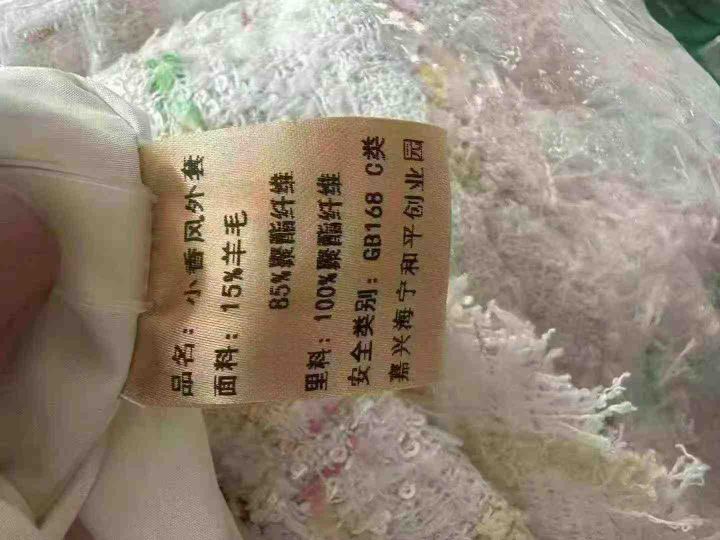 品名：小香风外套
面料：15%羊毛
85%聚酯纤维
里料：100%聚酯纤维
安全类别：GB168 C类
嘉兴海宁和平创业园